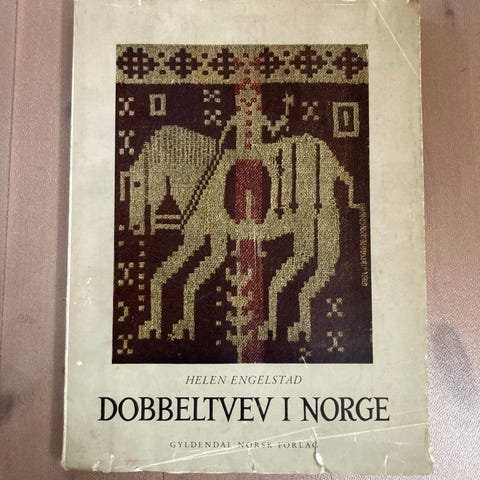 HELEN ENGELSTAD
DOBBELTVEV I NORGE
GYLDENDAL NORSK FORLAG